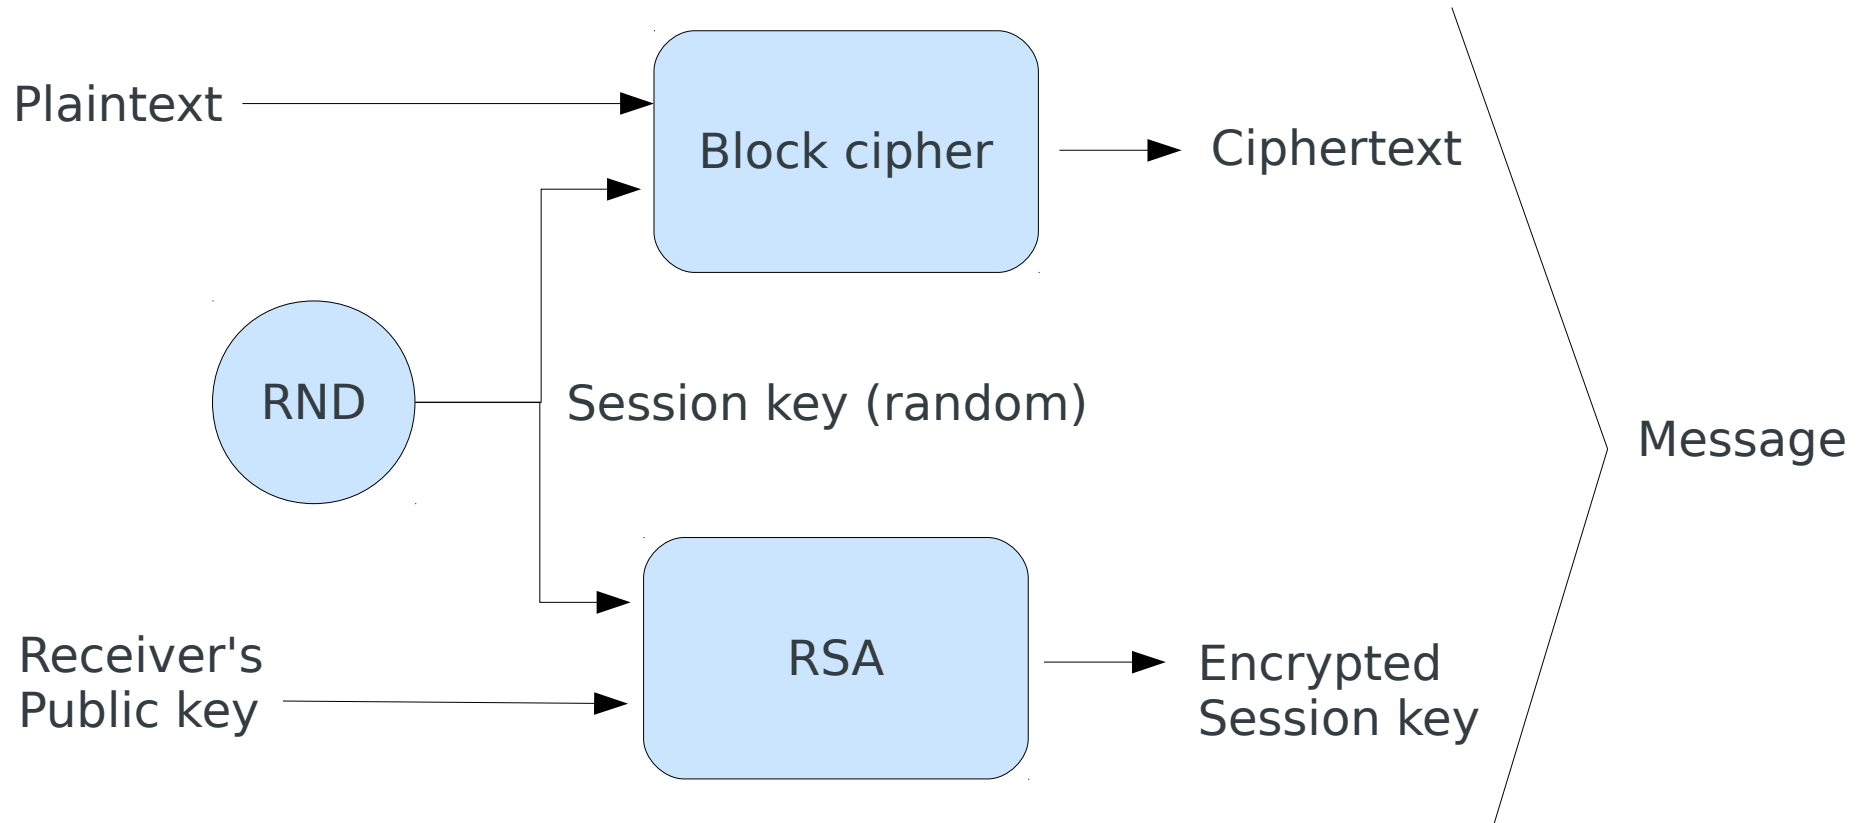 Plaintext
Block cipher
Ciphertext
RND
Session key (random)
Message
Receiver's
Public key
RSA
Encrypted
Session key